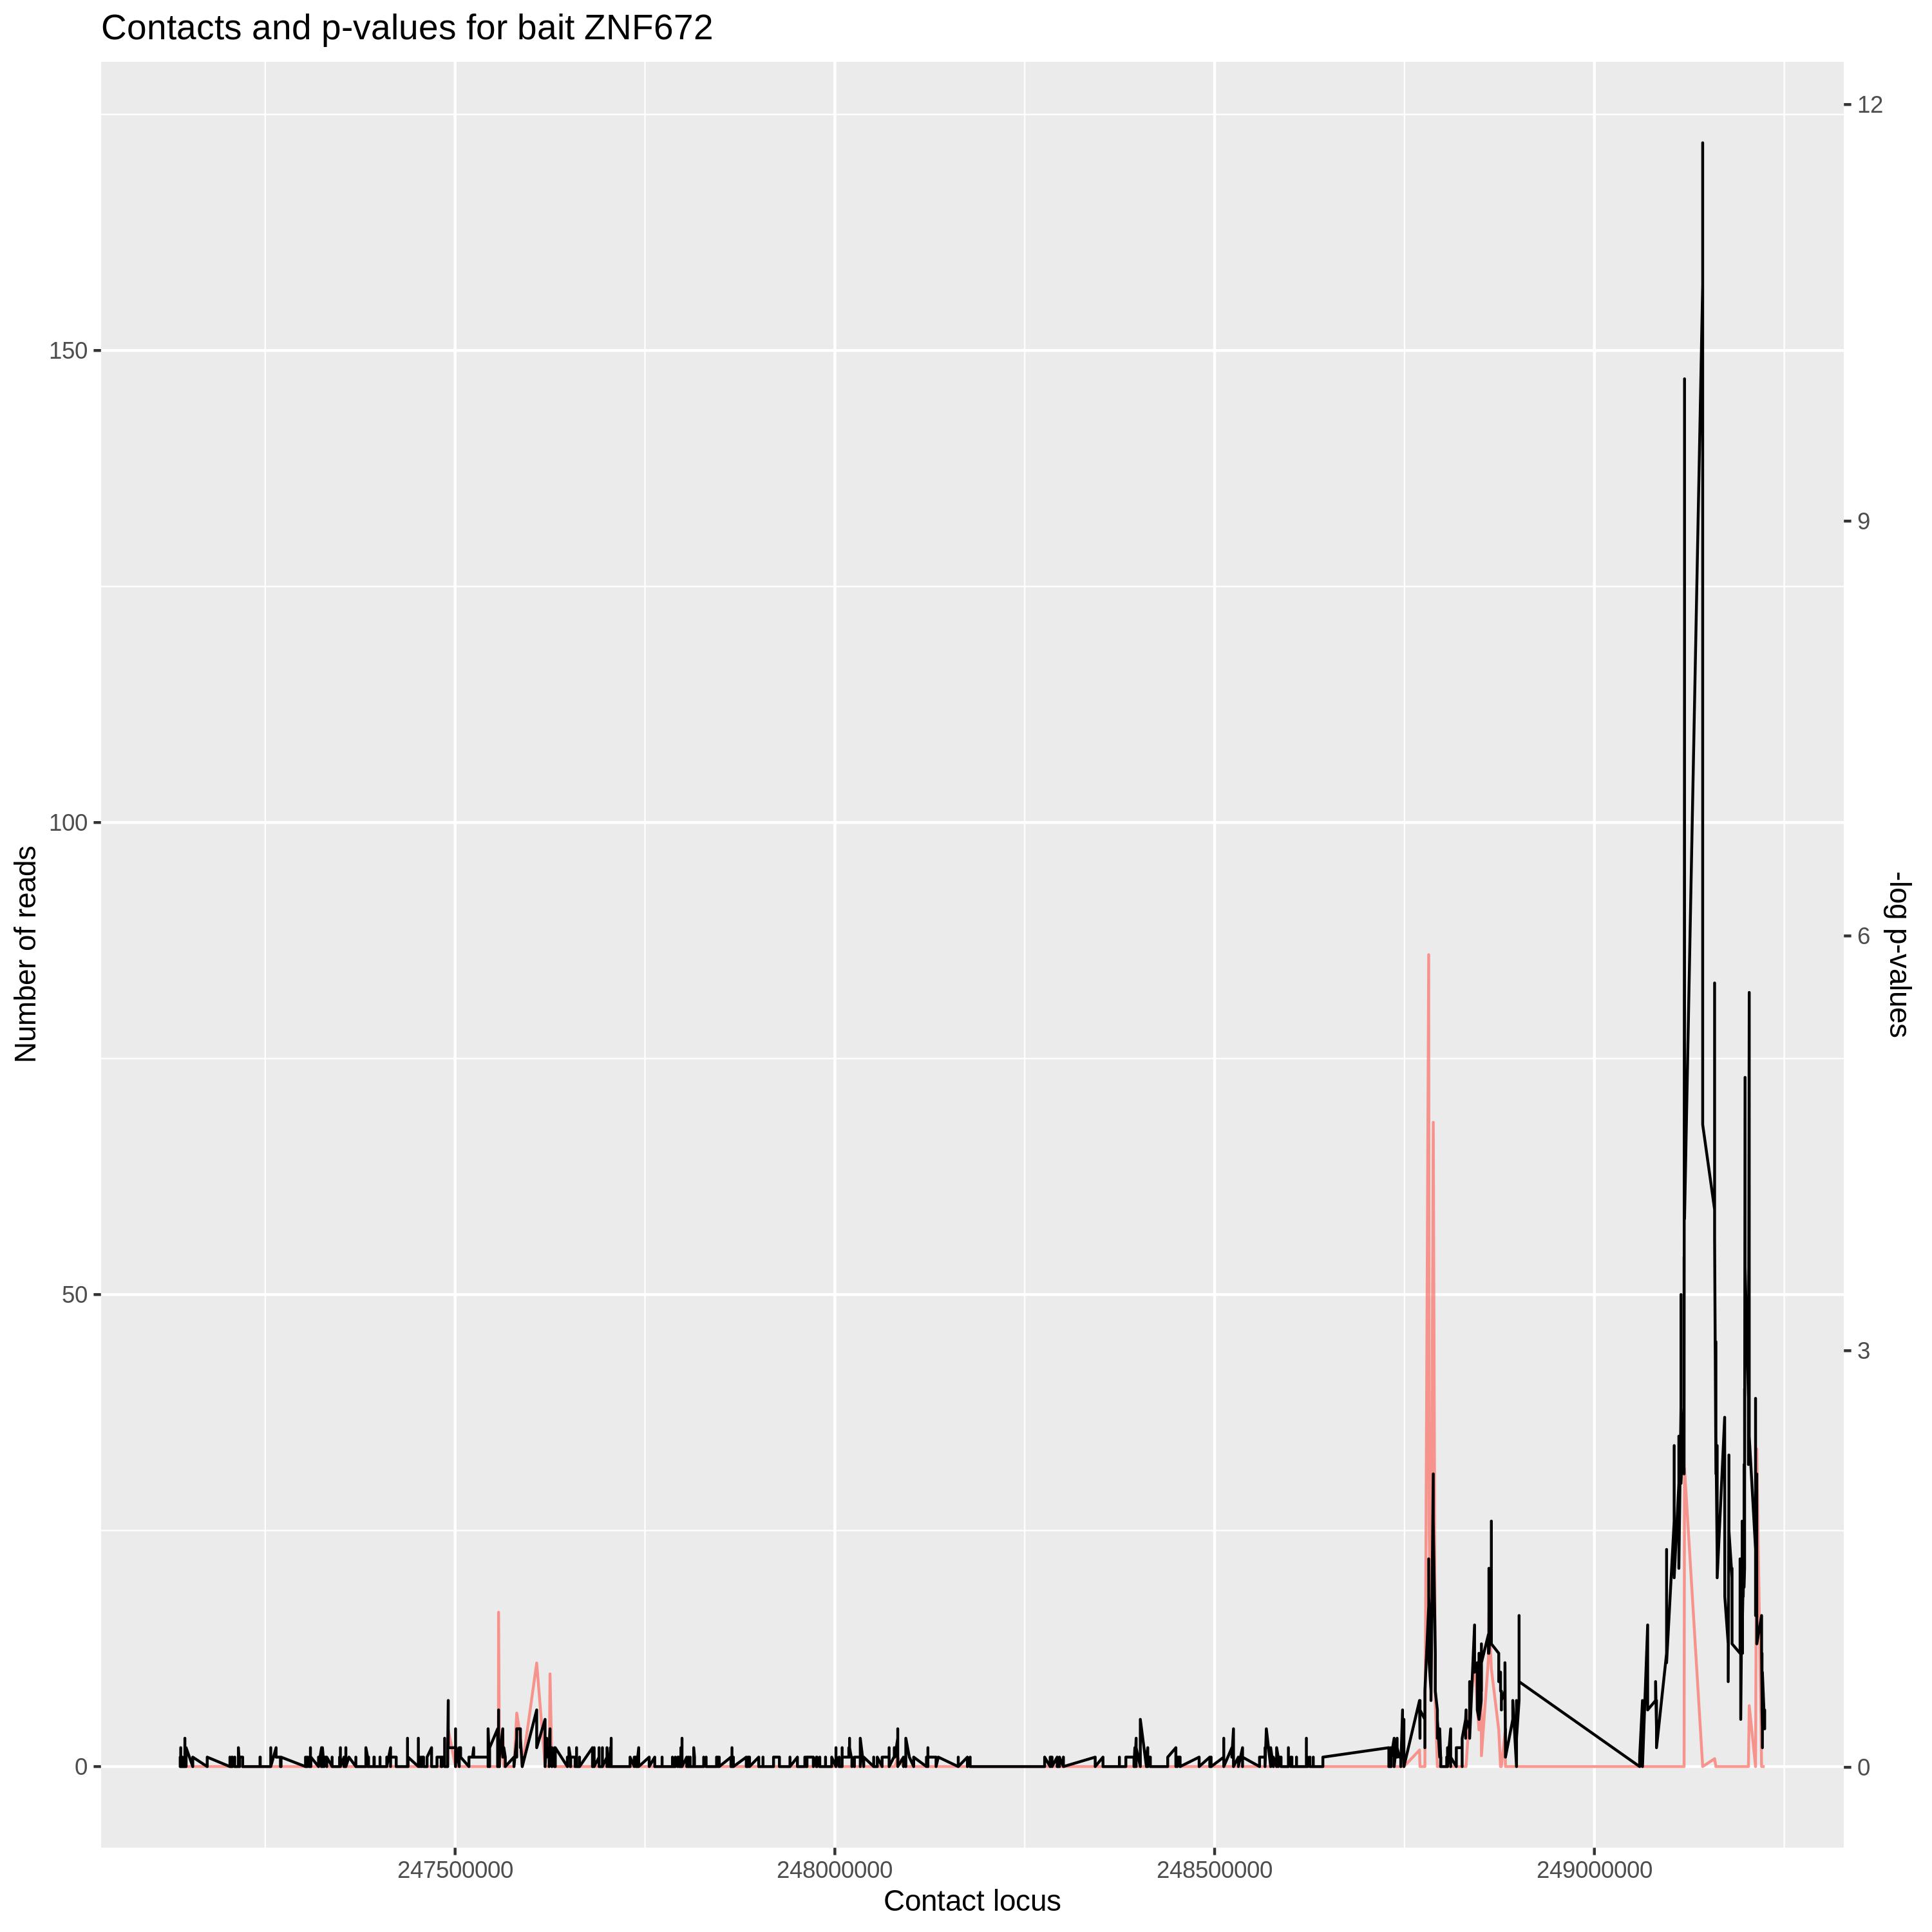 Contacts and p-values for bait ZNF672
Number of reads
150
100
50
0
12
9
6
3
0
-log p-values
247500000 248000000 248500000 249000000
Contact locus